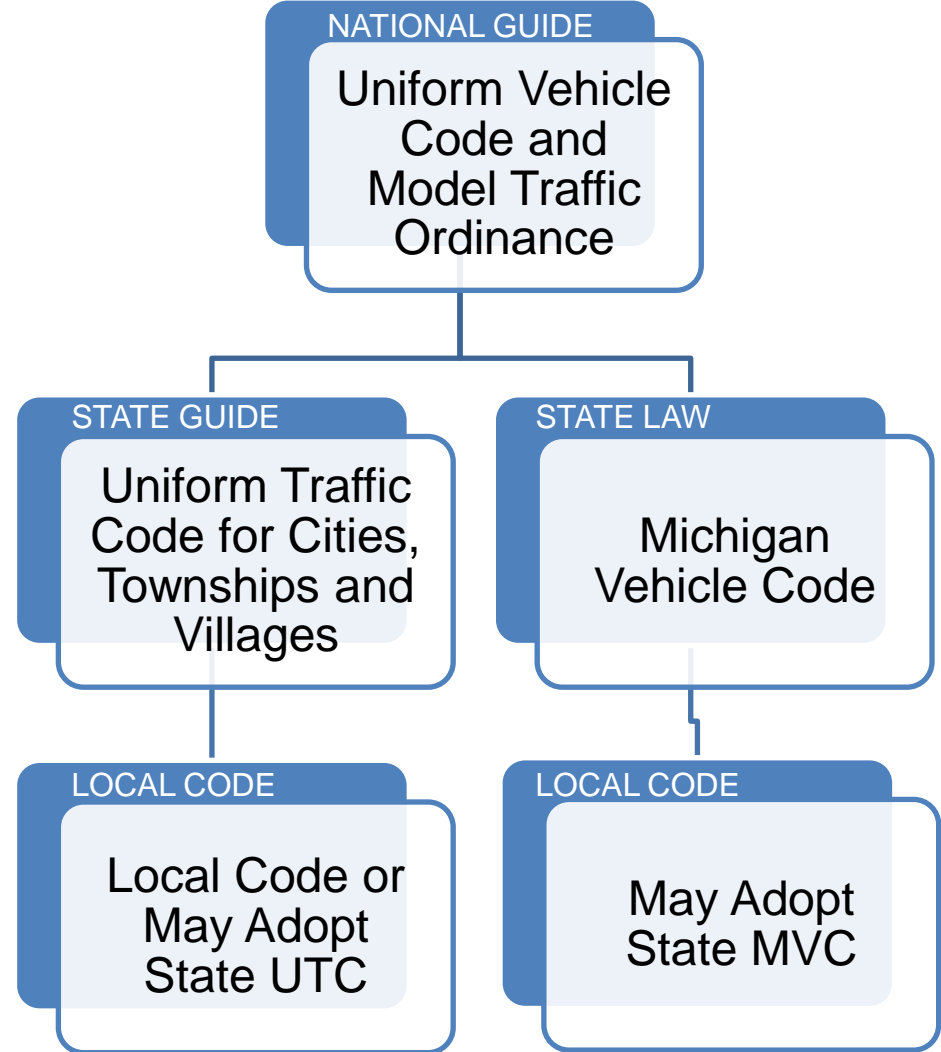 NATIONAL GUIDE
Uniform Vehicle
Code and
Model Traffic
Ordinance
STATE GUIDE
Uniform Traffic
Code for Cities,
Townships and
Villages
STATE LAW
Michigan
Vehicle Code
LOCAL CODE
Local Code or
May Adopt
State UTC
LOCAL CODE
May Adopt
State MVC